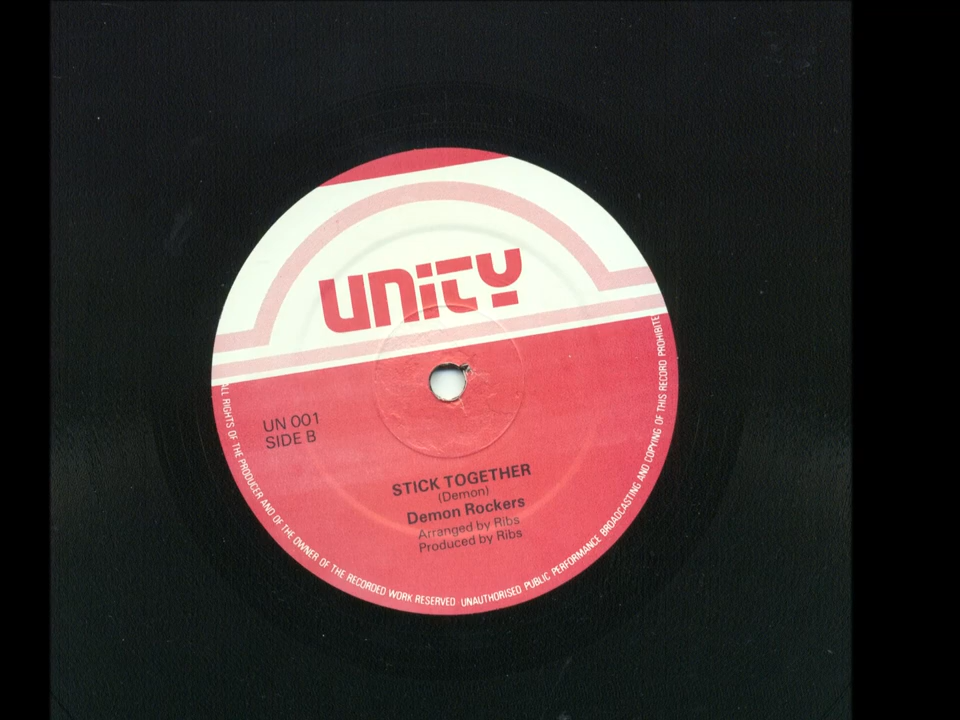 UNITY
UN 001
SIDE B
STICK TOGETHER
(Demon)
Demon Rockers
Arranged by Ribs
Produced by Ribs
ALL RIGHTS OF THE PRODUCER AND OF THE OWNER OF THE RECORDED WORK RESERVED UNAUTHORISED PUBLIC PERFORMANCE BROADCASTING AND COPYING OF THIS RECORD PROHIBITE